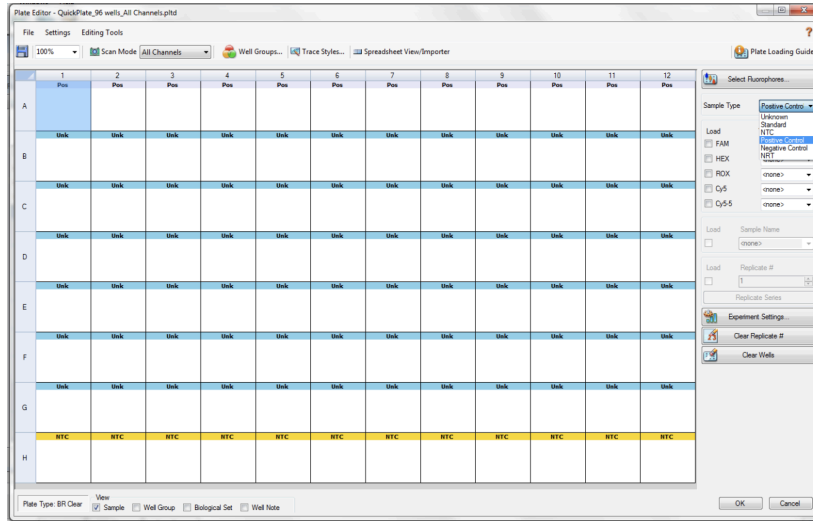 Plate Editor - QuickPlate_96 wells_All Channels.pltd
File Settings Editing Tools ?
100% Scan Mode All Channels Well Groups... Trace Styles... Spreadsheet View/Importer Plate Loading Guide
1 2 3 4 5 6 7 8 9 10 11 12
A Pos Pos Pos Pos Pos Pos Pos Pos Pos Pos Pos Pos
B Unk Unk Unk Unk Unk Unk Unk Unk Unk Unk Unk Unk
C Unk Unk Unk Unk Unk Unk Unk Unk Unk Unk Unk Unk
D Unk Unk Unk Unk Unk Unk Unk Unk Unk Unk Unk Unk
E Unk Unk Unk Unk Unk Unk Unk Unk Unk Unk Unk Unk
F Unk Unk Unk Unk Unk Unk Unk Unk Unk Unk Unk Unk
G Unk Unk Unk Unk Unk Unk Unk Unk Unk Unk Unk Unk
H NTC NTC NTC NTC NTC NTC NTC NTC NTC NTC NTC NTC
Select Fluorophores...
Sample Type Positive Contro
Unknown
Standard
NTC
Positive Control
Negative Control
NRT
Load
FAM
HEX <none>
ROX <none>
Cy5 <none>
Cy5-5 <none>
Load Sample Name
<none>
Load Replicate #
1
Replicate Series
Experiment Settings...
Clear Replicate #
Clear Wells
Plate Type: BR Clear View Sample Well Group Biological Set Well Note
OK Cancel